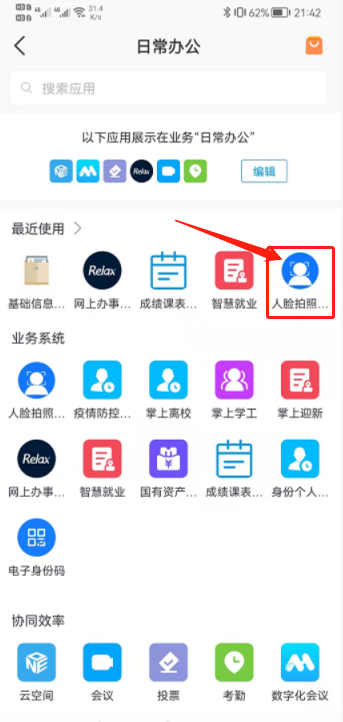 31.4
K/s
62%
21:42
日常办公
搜索应用
以下应用展示在业务“日常办公”
Relax
编辑
最近使用
Relax
基础信息... 网上办事... 成绩课表... 智慧就业 人脸拍照...
业务系统
人脸拍照... 疫情防控... 掌上离校 掌上学工 掌上迎新
Relax
网上办事... 智慧就业 国有资产... 成绩课表... 身份个人...
电子身份码
协同效率
云空间 会议 投票 考勤 数字化会议